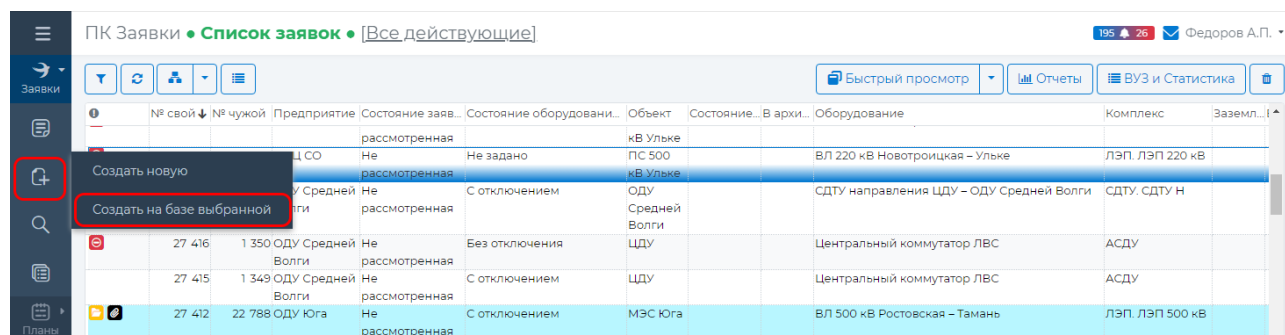 ПК Заявки ● Список заявок ● [Все действующие]
195 26 Федоров А.П.
Заявки
Быстрый просмотр Отчеты ВУЗ и Статистика
№ свой № чужой Предприятие Состояние заяв... Состояние оборудовани... Объект Состояние... В архи... Оборудование Комплекс Заземл...
рассмотренная кВ Ульке
Ц СО Не Не задано ПС 500 ВЛ 220 кВ Новотроицкая – Ульке ЛЭП. ЛЭП 220 кВ
рассмотренная кВ Ульке
Создать новую
У Средней Не С отключением ОДУ СДТУ направления ЦДУ – ОДУ Средней Волги СДТУ. СДТУ Н
лги рассмотренная Средней
Волги
Создать на базе выбранной
27 416 1 350 ОДУ Средней Не Без отключения ЦДУ Центральный коммутатор ЛВС АСДУ
Волги рассмотренная
27 415 1 349 ОДУ Средней Не С отключением ЦДУ Центральный коммутатор ЛВС АСДУ
Волги рассмотренная
27 412 22 788 ОДУ Юга Не С отключением МЭС Юга ВЛ 500 кВ Ростовская – Тамань ЛЭП. ЛЭП 500 кВ
рассмотренная
Планы